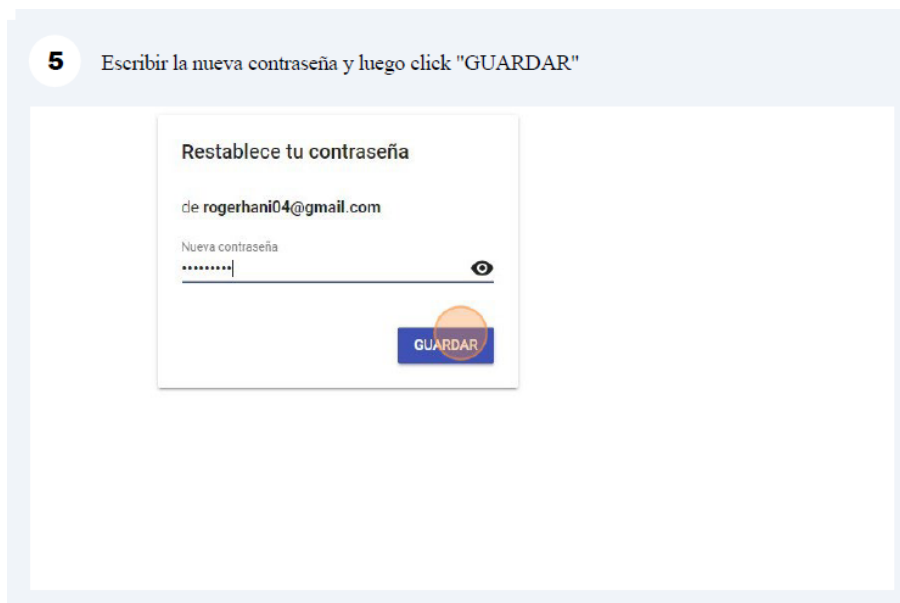 5
Escribir la nueva contraseña y luego click "GUARDAR"
Restablece tu contraseña
de rogerhani04@gmail.com
Nueva contraseña
•••••••••
GUARDAR